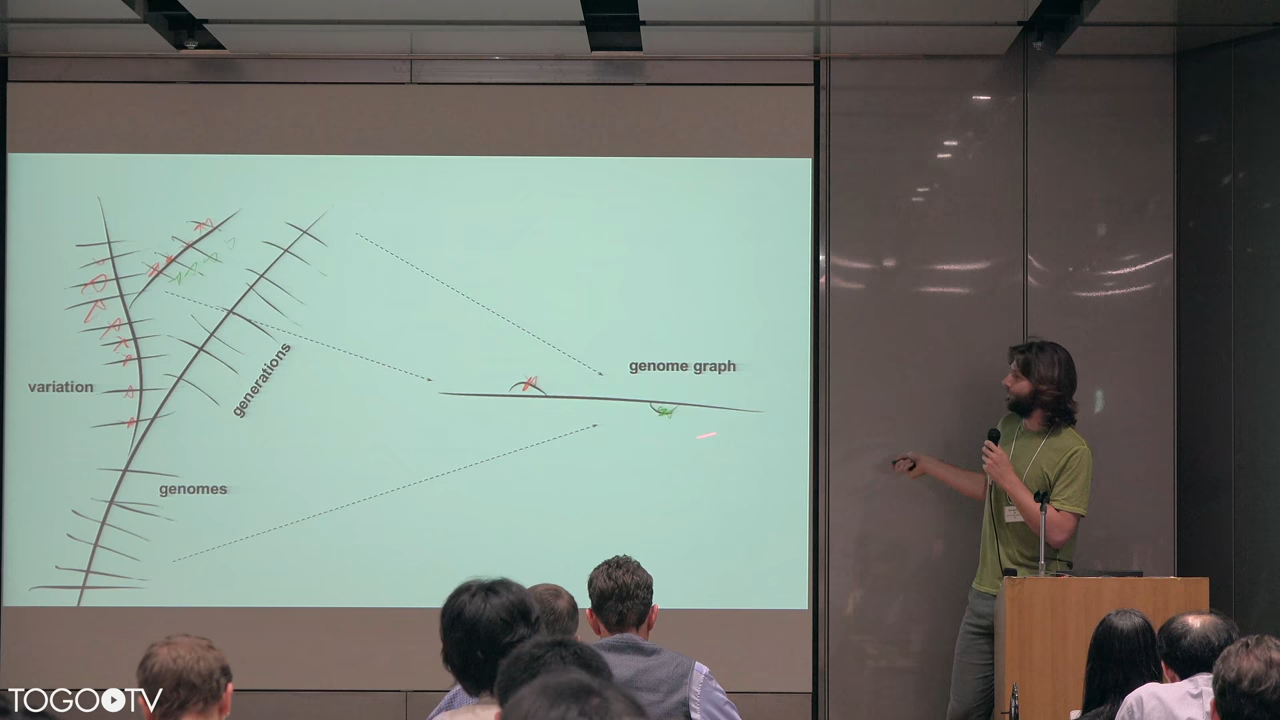 variation
generations
genomes
genome graph
TOGOTV